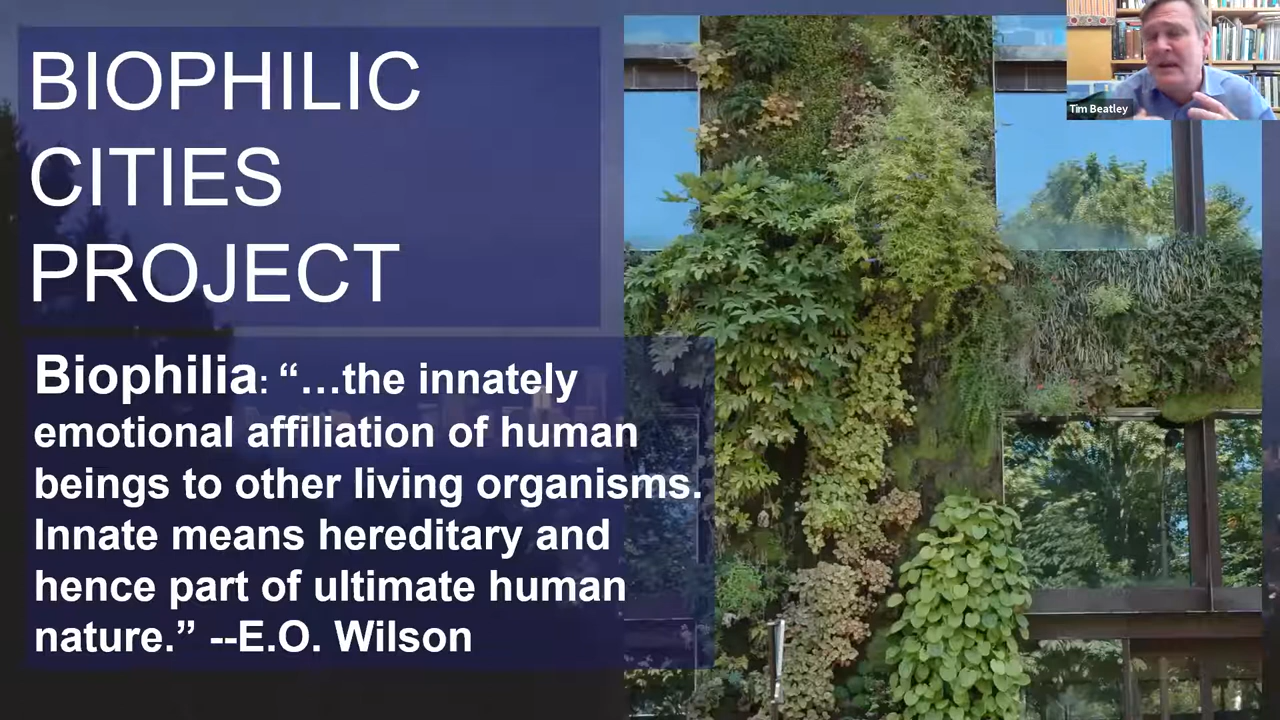 BIOPHILIC
CITIES
PROJECT
Biophilia: “…the innately
emotional affiliation of human
beings to other living organisms.
Innate means hereditary and
hence part of ultimate human
nature.” --E.O. Wilson
Tim Beatley